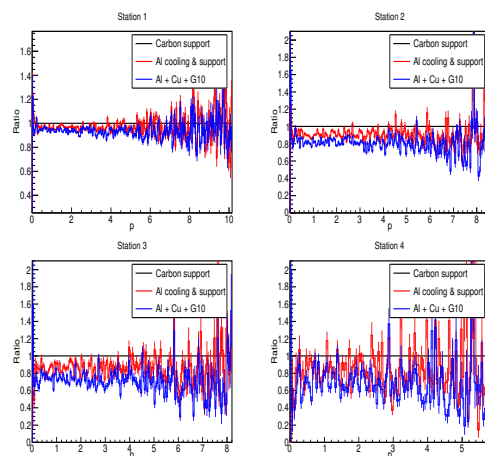 Station 1
Carbon support
Al cooling & support
Al + Cu + G10
Ratio
1.6
1.4
1.2
1
0.8
0.6
0.4
0 2 4 6 8 10
p
Station 2
Carbon support
Al cooling & support
Al + Cu + G10
Ratio
2
1.8
1.6
1.4
1.2
1
0.8
0.6
0.4
0.2
0
0 1 2 3 4 5 6 7 8
p
Station 3
Carbon support
Al cooling & support
Al + Cu + G10
Ratio
2
1.8
1.6
1.4
1.2
1
0.8
0.6
0.4
0.2
0
0 1 2 3 4 5 6 7 8
p
Station 4
Carbon support
Al cooling & support
Al + Cu + G10
Ratio
2
1.8
1.6
1.4
1.2
1
0.8
0.6
0.4
0.2
0
0 1 2 3 4 5
p